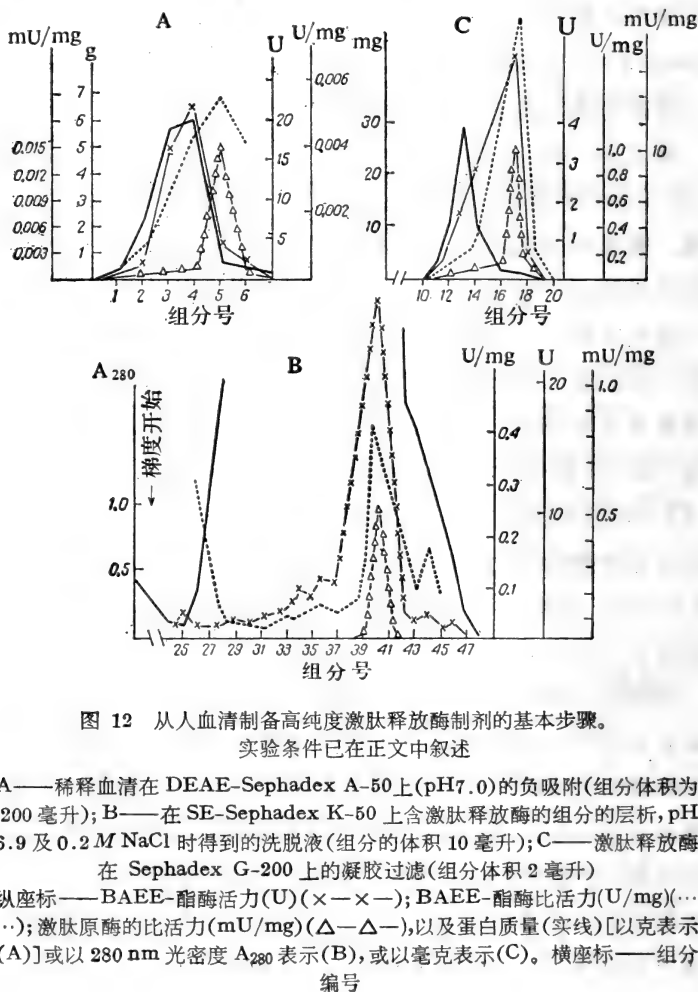 A
C
mU/mg
g
U
U/mg
mg
U
U/mg
mU/mg
7
6
5
4
3
2
1
0.015
0.012
0.009
0.006
0.003
20
15
10
5
0,006
0,004
0,002
1 2 3 4 5 6
组分号
30
20
10
4
3
2
1
1,0
0.8
0.6
0.4
0.2
10
10 12 14 16 18 20
组分号
A 280
B
U/mg
U
mU/mg
←梯度开始
1.0
0.5
0.4
0.3
0.2
0.1
20
10
1.0
0.5
25 27 29 31 33 35 37 39 41 43 45 47
组分号
图 12 从人血清制备高纯度激肽释放酶制剂的基本步骤。
实验条件已在正文中叙述
A——稀释血清在 DEAE-Sephadex A-50上(pH7.0)的负吸附(组分体积为
200 毫升);B——在 SE-Sephadex K-50 上含激肽释放酶的组分的层析,pH
6.9 及 0.2M NaCl 时得到的洗脱液(组分的体积 10 毫升);C——激肽释放酶
在 Sephadex G-200 上的凝胶过滤(组分体积 2 毫升)
纵座标——BAEE-酯酶活力(U)(×—×—);BAEE-酯酶比活力(U/mg)(…
…);激肽原酶的比活力(mU/mg)(△—△—),以及蛋白质量(实线)[以克表示
(A)]或以 280 nm 光密度 A280 表示(B),或以毫克表示(C)。横座标——组分
编号